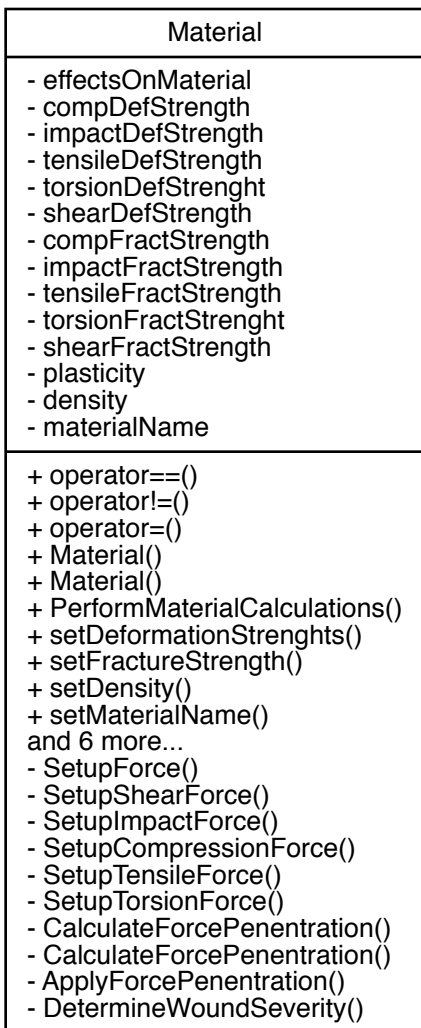 Material
- effectsOnMaterial
- compDefStrength
- impactDefStrength
- tensileDefStrength
- torsionDefStrenght
- shearDefStrength
- compFractStrength
- impactFractStrength
- tensileFractStrength
- torsionFractStrenght
- shearFractStrength
- plasticity
- density
- materialName
+ operator==()
+ operator!=()
+ operator=()
+ Material()
+ Material()
+ PerformMaterialCalculations()
+ setDeformationStrenghts()
+ setFractureStrength()
+ setDensity()
+ setMaterialName()
and 6 more...
- SetupForce()
- SetupShearForce()
- SetupImpactForce()
- SetupCompressionForce()
- SetupTensileForce()
- SetupTorsionForce()
- CalculateForcePenentration()
- CalculateForcePenentration()
- ApplyForcePenentration()
- DetermineWoundSeverity()